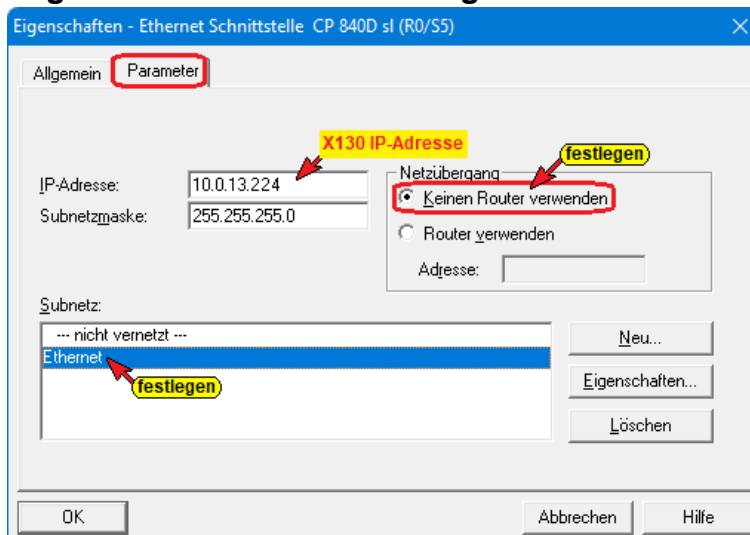 Eigenschaften - Ethernet Schnittstelle CP 840D sl (R0/S5)
Allgemein Parameter
X130 IP-Adresse
festlegen
IP-Adresse: 10.0.13.224
Netzübergang
Keinen Router verwenden
Subnetzmaske: 255.255.255.0
Router verwenden
Adresse:
Subnetz:
--- nicht vernetzt ---
Neu...
Ethernet
festlegen
Eigenschaften...
Löschen
OK Abbrechen Hilfe